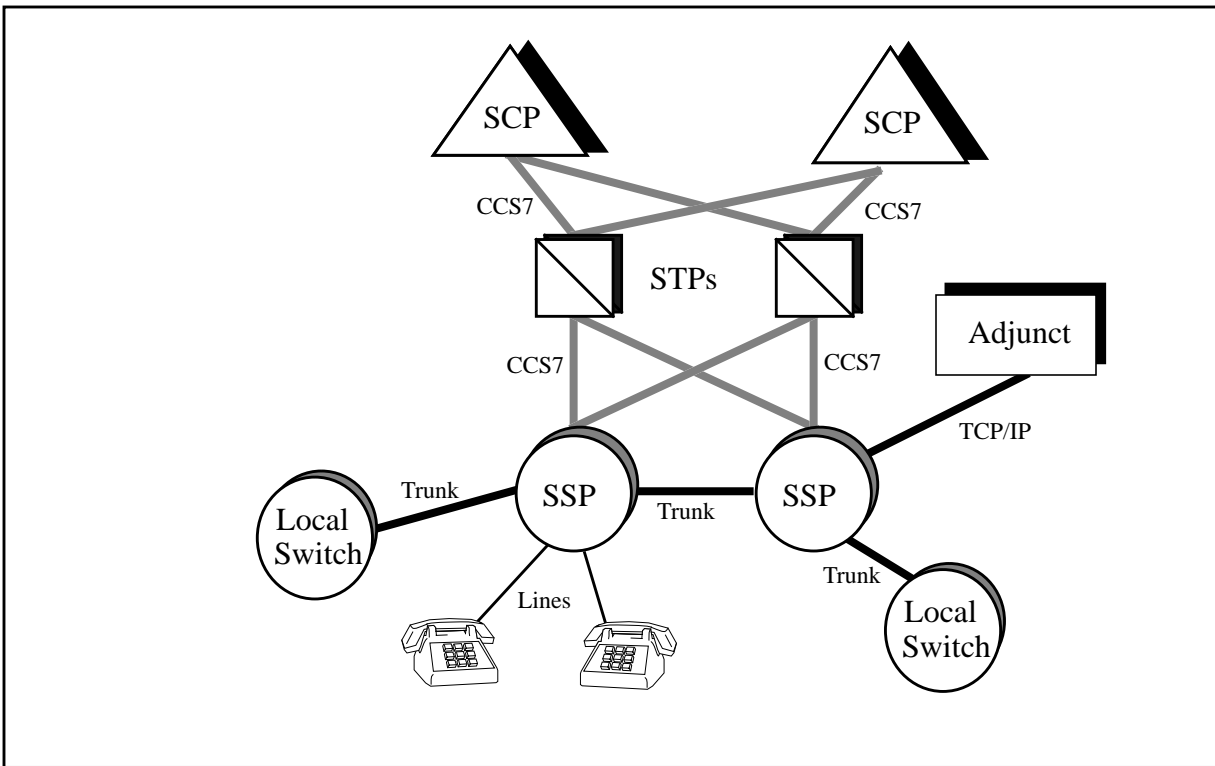 SCP
SCP
CCS7
CCS7
STPs
Adjunct
CCS7
CCS7
TCP/IP
Trunk
SSP
SSP
Trunk
Local
Switch
Trunk
Lines
Local
Switch